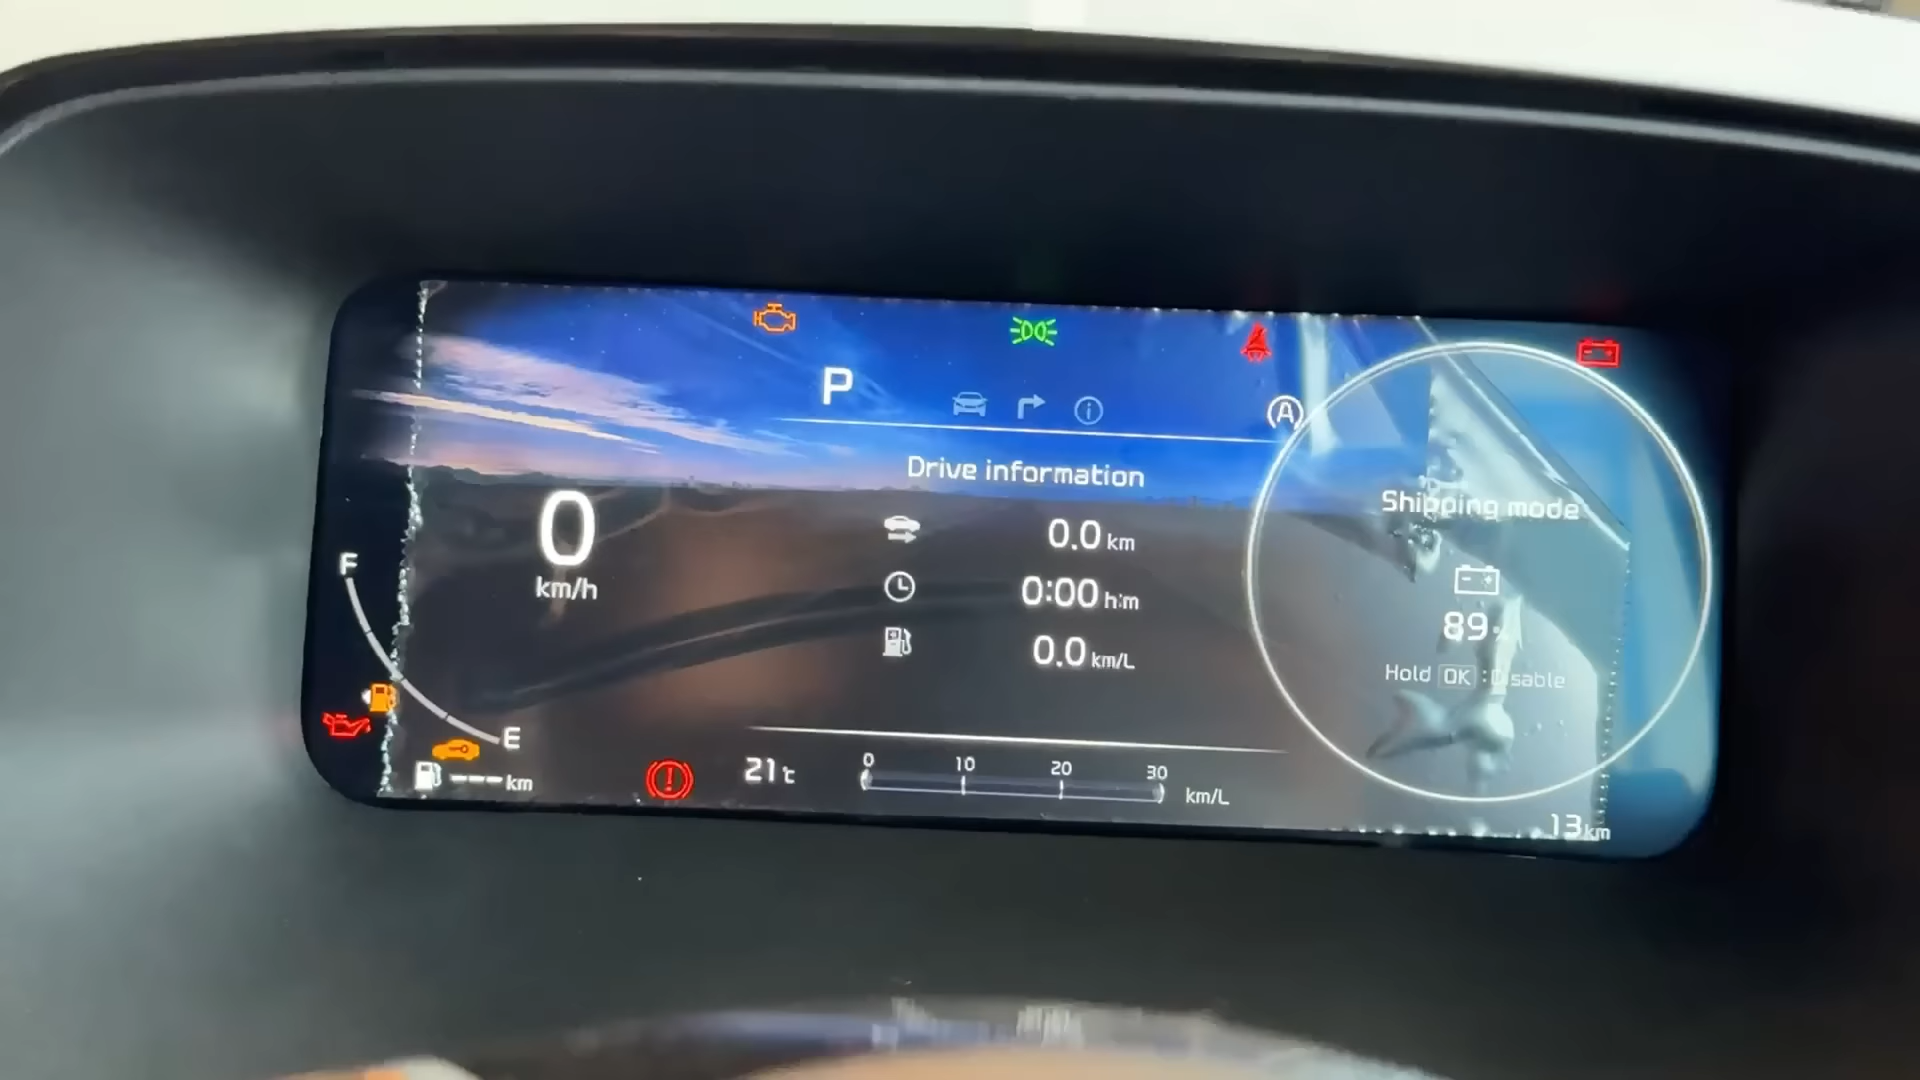 P
A
Drive information
0
km/h
0.0 km
0:00 h:m
0.0 km/L
Shipping mode
89
Hold OK : Disable
F
E
--- km
21 °c
0 10 20 30
km/L
13 km